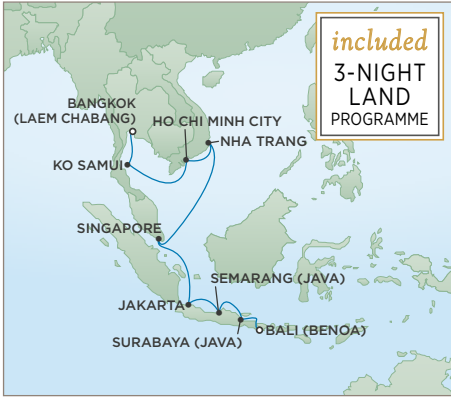 included
3-NIGHT
LAND
PROGRAMME
BANGKOK
(LAEM CHABANG)
HO CHI MINH CITY
NHA TRANG
KO SAMUI
SINGAPORE
SEMARANG (JAVA)
JAKARTA
BALI (BENOA)
SURABAYA (JAVA)